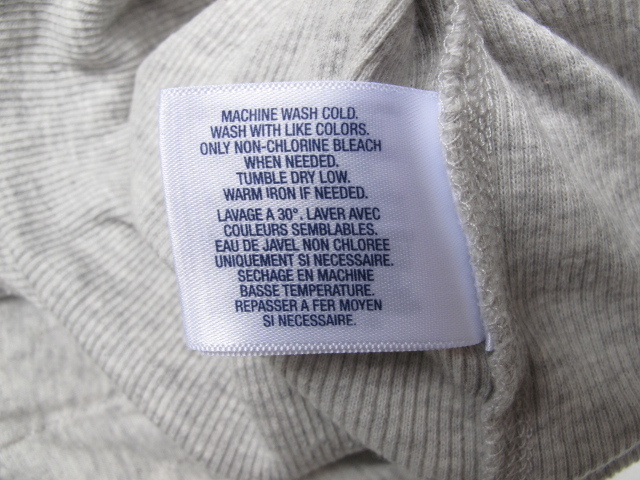 MACHINE WASH COLD.
WASH WITH LIKE COLORS.
ONLY NON-CHLORINE BLEACH
WHEN NEEDED.
TUMBLE DRY LOW.
WARM IRON IF NEEDED.
LAVAGE A 30°. LAVER AVEC
COULEURS SEMBLABLES.
EAU DE JAVEL NON CHLOREE
UNIQUEMENT SI NECESSAIRE.
SECHAGE EN MACHINE
BASSE TEMPERATURE.
REPASSER A FER MOYEN
SI NECESSAIRE.